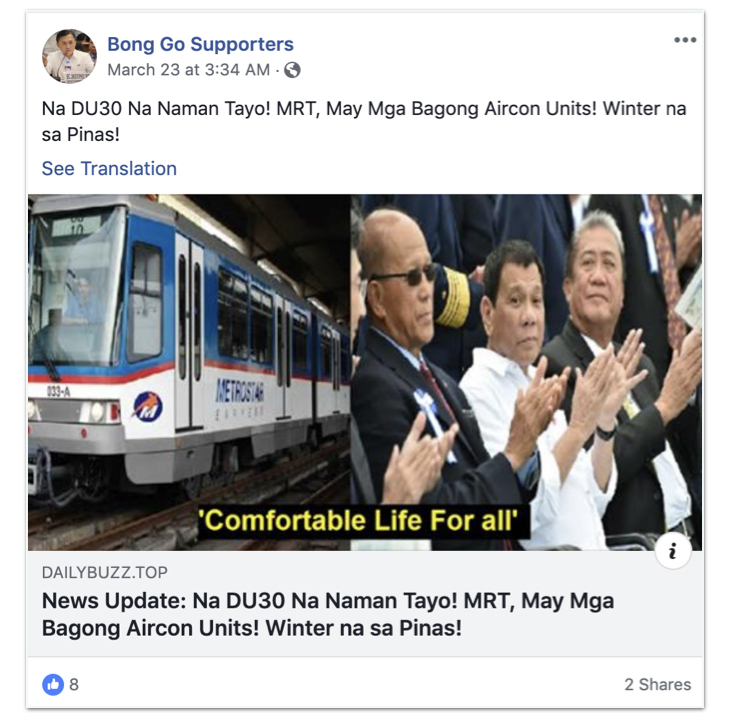 Bong Go Supporters
March 23 at 3:34 AM ·
Na DU30 Na Naman Tayo! MRT, May Mga Bagong Aircon Units! Winter na
sa Pinas!
See Translation
033-A
METROSTAR
EXPRESS
'Comfortable Life For all'
DAILYBUZZ.TOP
News Update: Na DU30 Na Naman Tayo! MRT, May Mga
Bagong Aircon Units! Winter na sa Pinas!
8
2 Shares